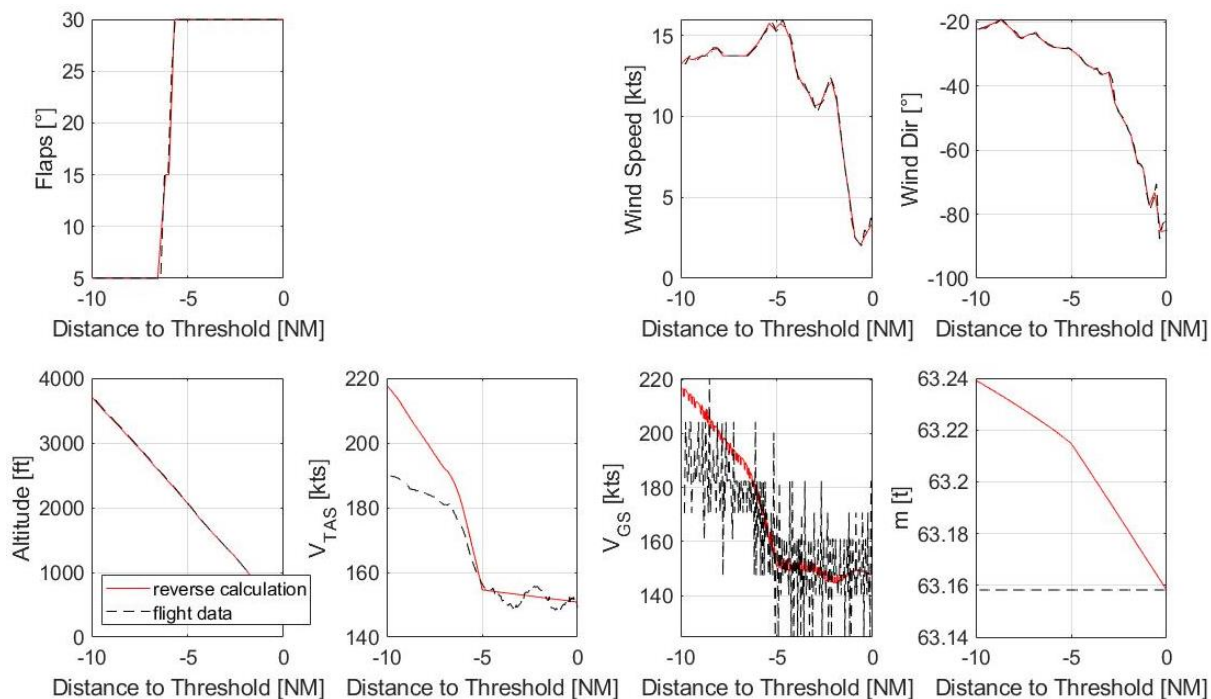 30
25
20
15
10
5
Flaps [°]
-10 -5 0
Distance to Threshold [NM]
15
10
5
0
Wind Speed [kts]
-10 -5 0
Distance to Threshold [NM]
-20
-40
-60
-80
-100
Wind Dir [°]
-10 -5 0
Distance to Threshold [NM]
4000
3000
2000
1000
0
Altitude [ft]
reverse calculation
flight data
-10 -5 0
Distance to Threshold [NM]
220
200
180
160
140
V_TAS [kts]
-10 -5 0
Distance to Threshold [NM]
220
200
180
160
140
V_GS [kts]
-10 -5 0
Distance to Threshold [NM]
63.24
63.22
63.2
63.18
63.16
63.14
m [t]
-10 -5 0
Distance to Threshold [NM]